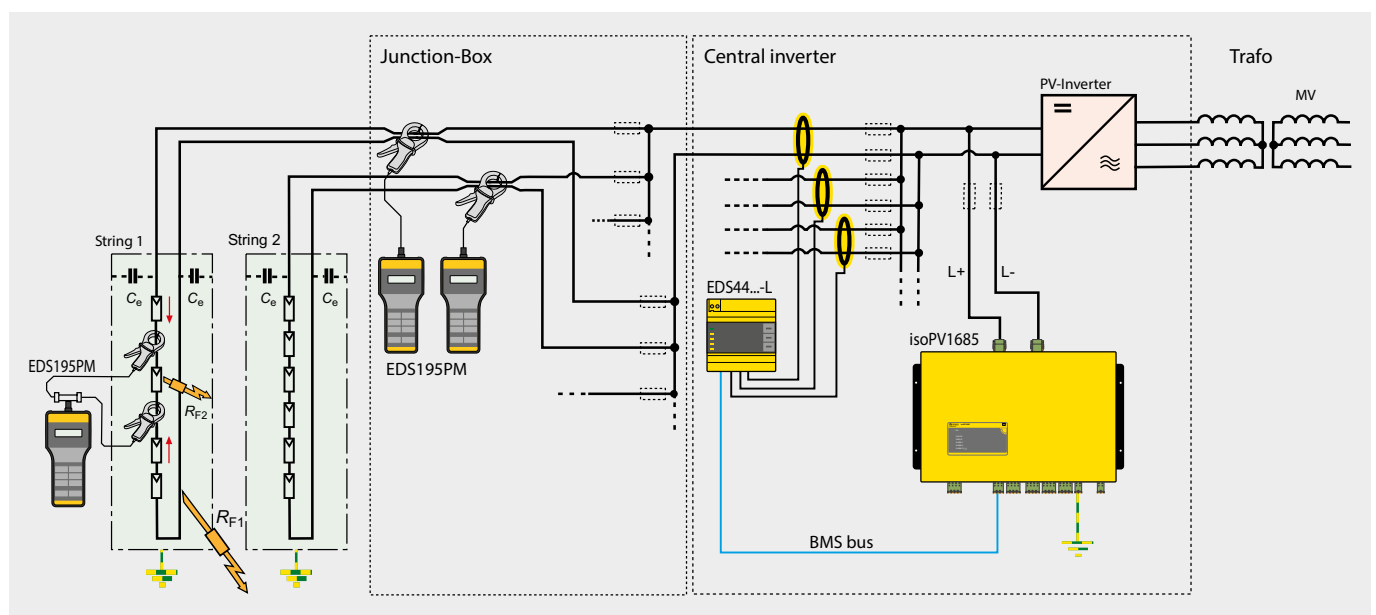 Junction-Box
Central inverter
Trafo
PV-Inverter
MV
String 1
String 2
Ce
Ce
Ce
Ce
L+
L-
EDS44...-L
isoPV1685
EDS195PM
EDS195PM
RF2
RF1
BMS bus